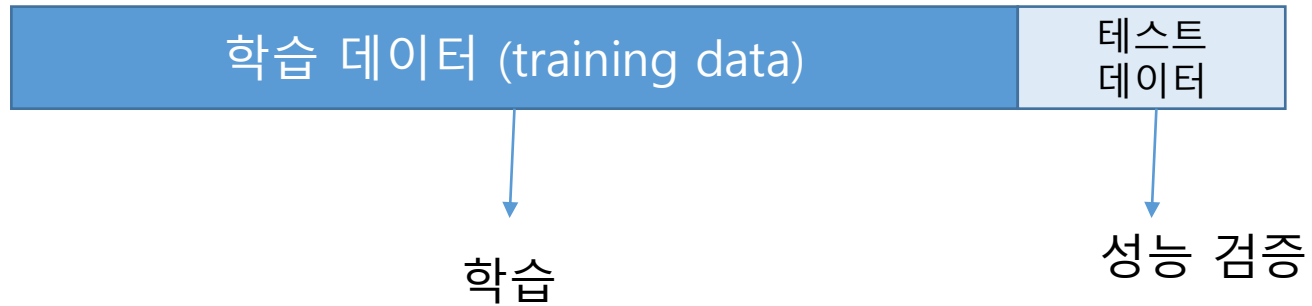 학습 데이터 (training data)
테스트
데이터
학습
성능 검증